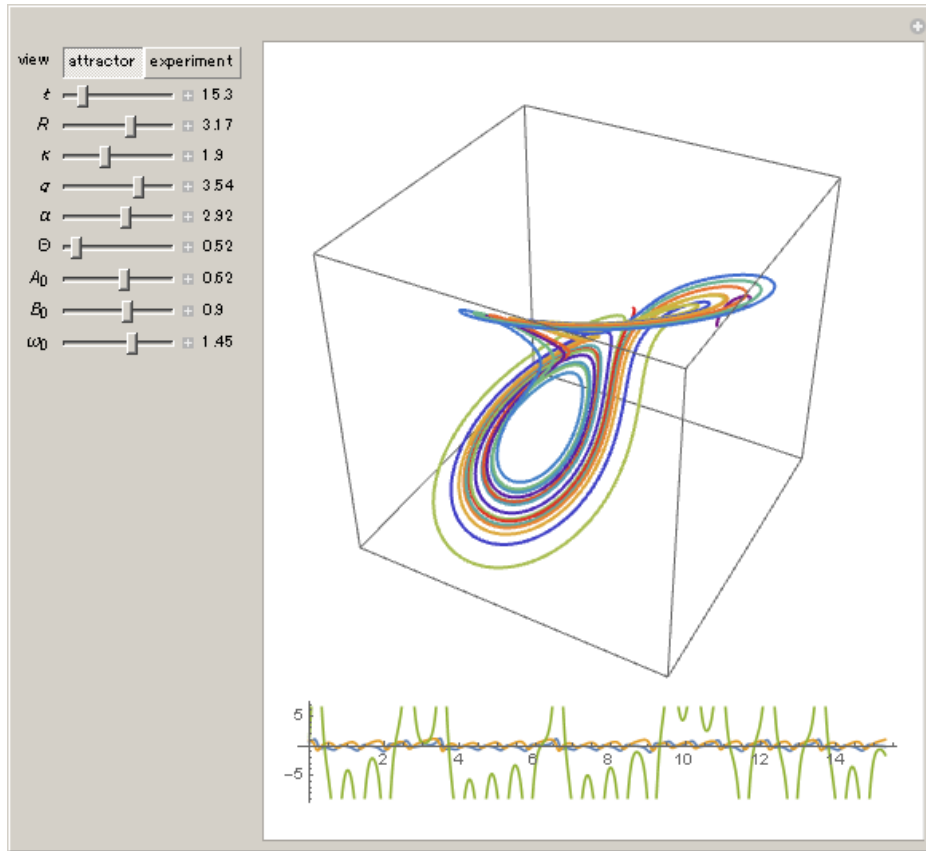 view attractor experiment
t 15.3
R 3.17
κ 1.9
q 3.54
α 2.92
Θ 0.52
A0 0.62
B0 0.9
ω0 1.45
5
2 4 6 8 10 12 14
-5